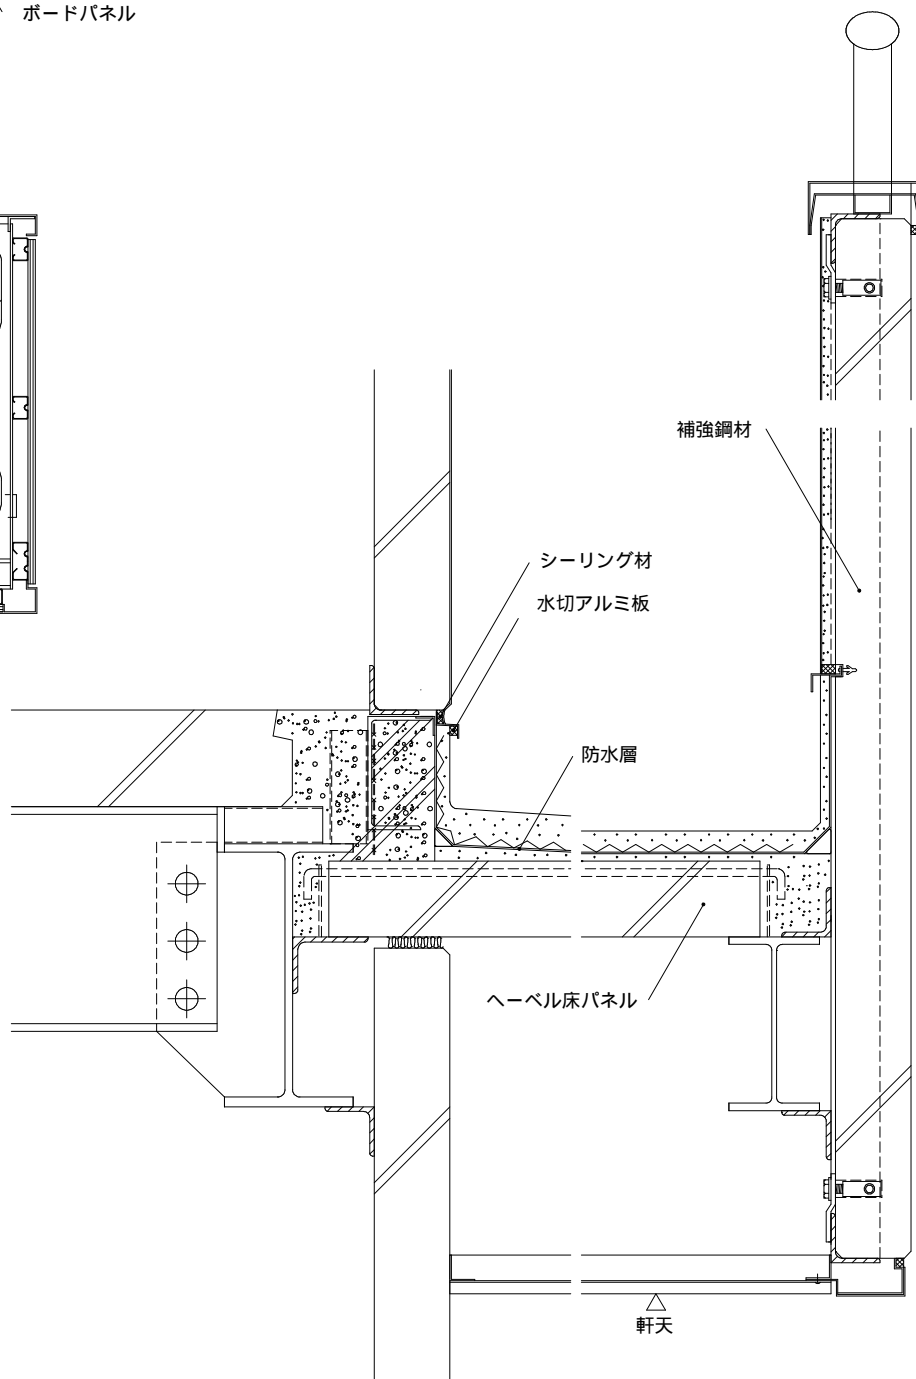 ボードパネル
補強鋼材
シーリング材
水切アルミ板
防水層
ヘーベル床パネル
軒天